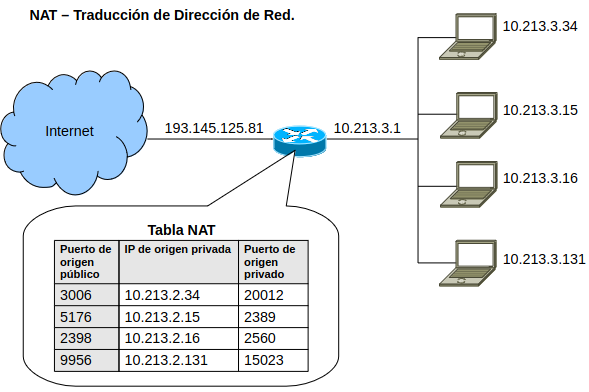 NAT – Traducción de Dirección de Red.
10.213.3.34
Internet
193.145.125.81
10.213.3.1
10.213.3.15
10.213.3.16
10.213.3.131
Tabla NAT
Puerto de origen público
IP de origen privada
Puerto de origen privado
3006 10.213.2.34 20012
5176 10.213.2.15 2389
2398 10.213.2.16 2560
9956 10.213.2.131 15023